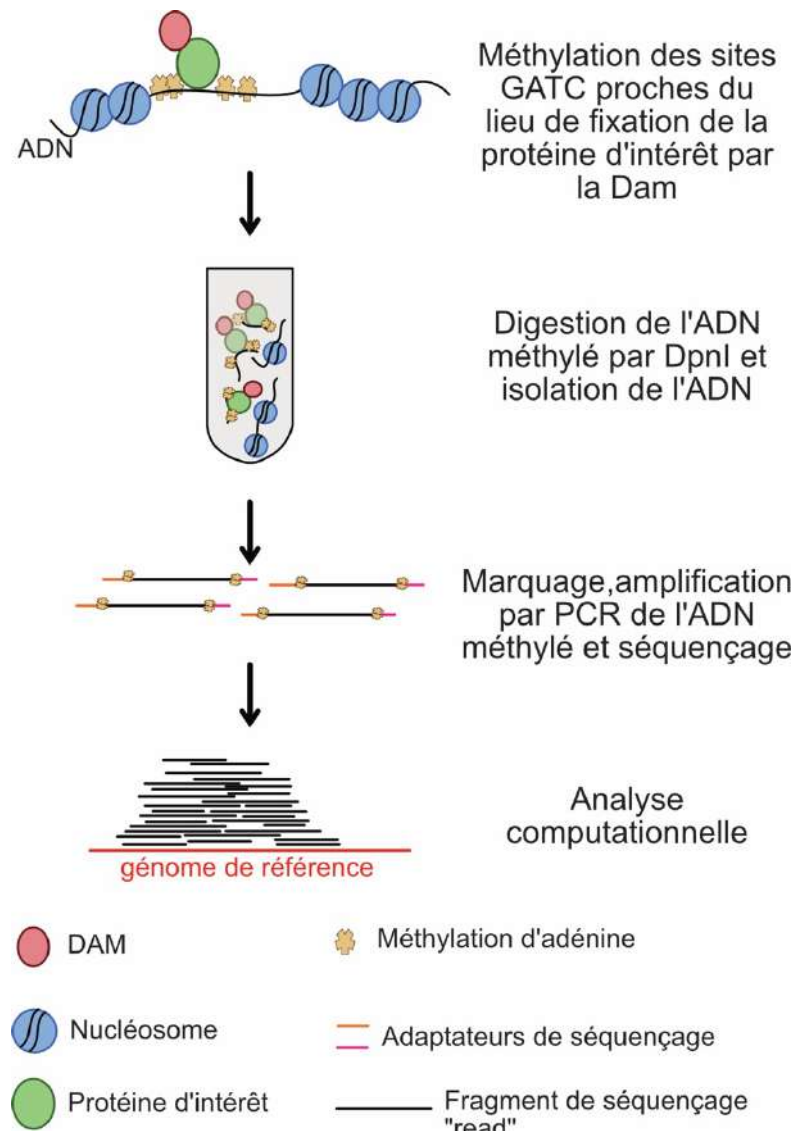 Méthylation des sites
GATC proches du
lieu de fixation de la
protéine d'intérêt par
la Dam
ADN
Digestion de l'ADN
méthylé par DpnI et
isolation de l'ADN
Marquage,amplification
par PCR de l'ADN
méthylé et séquençage
Analyse
computationnelle
génome de référence
DAM
Méthylation d'adénine
Nucléosome
Adaptateurs de séquençage
Protéine d'intérêt
Fragment de séquençage
"read"